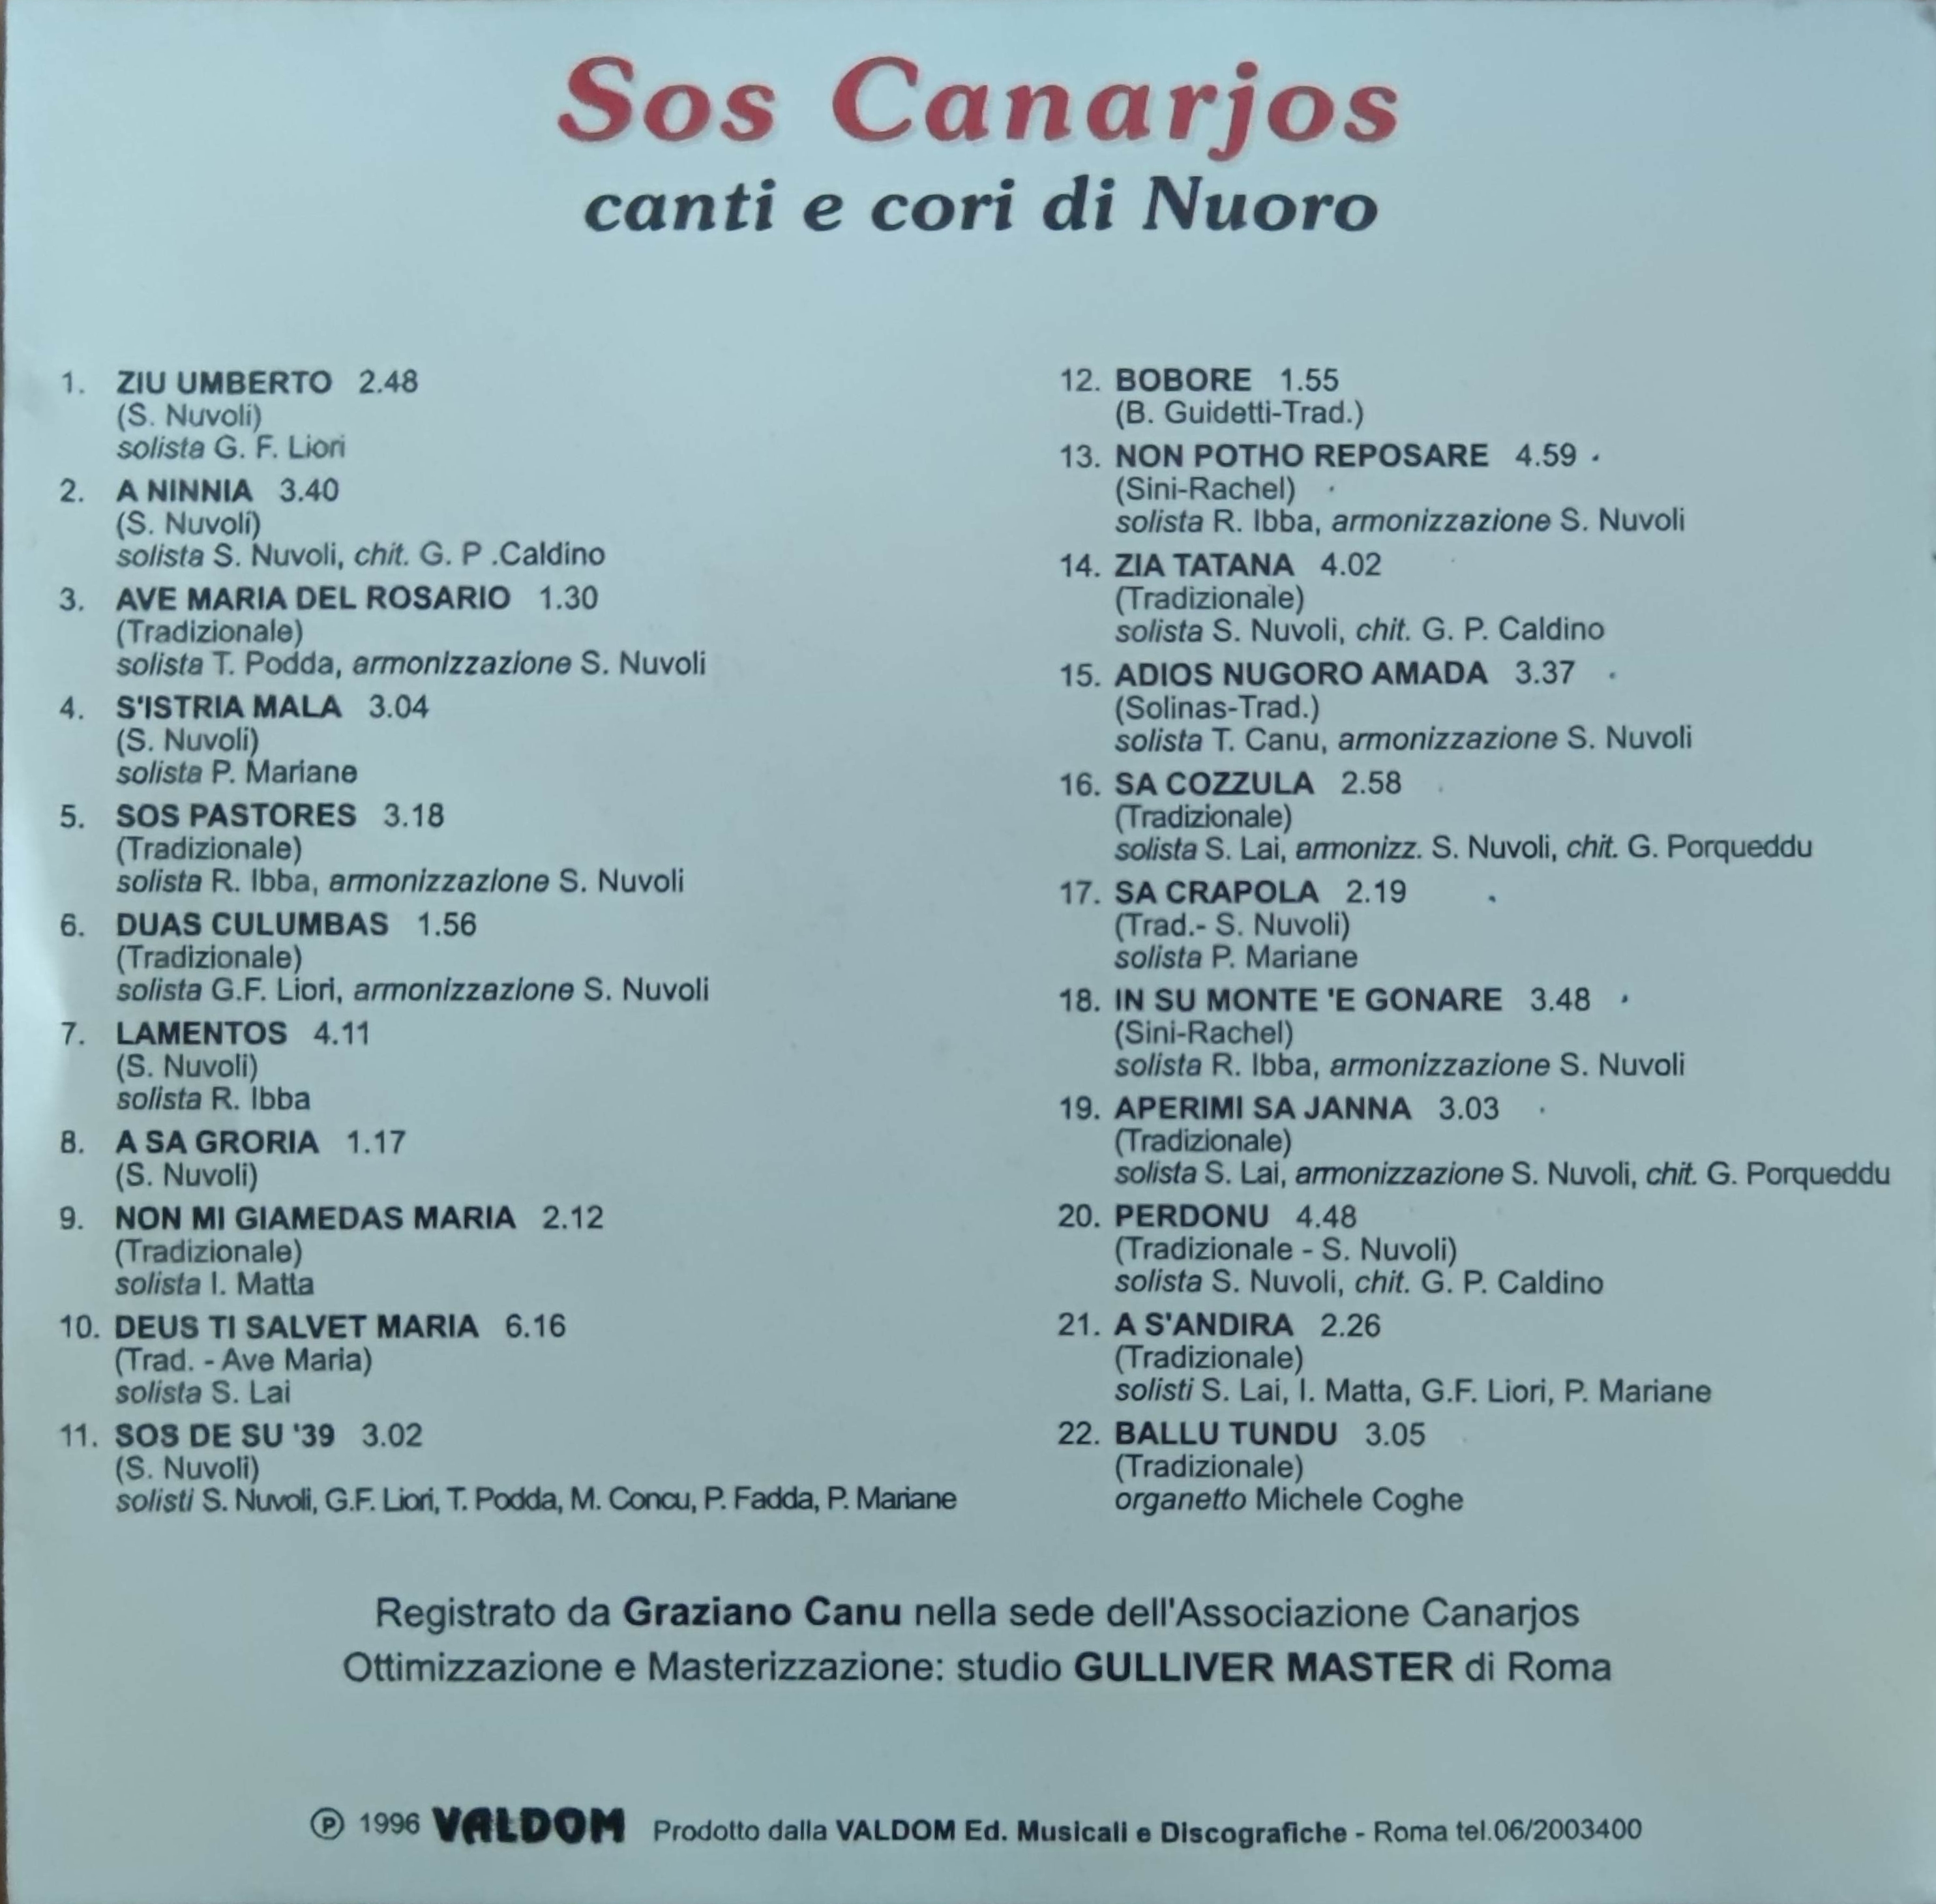 Sos Canarjos
canti e cori di Nuoro
1. ZIU UMBERTO 2.48
(S. Nuvoli)
solista G. F. Liori
2. A NINNIA 3.40
(S. Nuvoli)
solista S. Nuvoli, chit. G. P .Caldino
3. AVE MARIA DEL ROSARIO 1.30
(Tradizionale)
solista T. Podda, armonizzazione S. Nuvoli
4. S'ISTRIA MALA 3.04
(S. Nuvoli)
solista P. Mariane
5. SOS PASTORES 3.18
(Tradizionale)
solista R. Ibba, armonizzazione S. Nuvoli
6. DUAS CULUMBAS 1.56
(Tradizionale)
solista G.F. Liori, armonizzazione S. Nuvoli
7. LAMENTOS 4.11
(S. Nuvoli)
solista R. Ibba
8. A SA GRORIA 1.17
(S. Nuvoli)
9. NON MI GIAMEDAS MARIA 2.12
(Tradizionale)
solista I. Matta
10. DEUS TI SALVET MARIA 6.16
(Trad. - Ave Maria)
solista S. Lai
11. SOS DE SU '39 3.02
(S. Nuvoli)
solisti S. Nuvoli, G.F. Liori, T. Podda, M. Concu, P. Fadda, P. Mariane
12. BOBORE 1.55
(B. Guidetti-Trad.)
13. NON POTHO REPOSARE 4.59
(Sini-Rachel)
solista R. Ibba, armonizzazione S. Nuvoli
14. ZIA TATANA 4.02
(Tradizionale)
solista S. Nuvoli, chit. G. P. Caldino
15. ADIOS NUGORO AMADA 3.37
(Solinas-Trad.)
solista T. Canu, armonizzazione S. Nuvoli
16. SA COZZULA 2.58
(Tradizionale)
solista S. Lai, armonizz. S. Nuvoli, chit. G. Porqueddu
17. SA CRAPOLA 2.19
(Trad.- S. Nuvoli)
solista P. Mariane
18. IN SU MONTE 'E GONARE 3.48
(Sini-Rachel)
solista R. Ibba, armonizzazione S. Nuvoli
19. APERIMI SA JANNA 3.03
(Tradizionale)
solista S. Lai, armonizzazione S. Nuvoli, chit. G. Porqueddu
20. PERDONU 4.48
(Tradizionale - S. Nuvoli)
solista S. Nuvoli, chit. G. P. Caldino
21. A S'ANDIRA 2.26
(Tradizionale)
solisti S. Lai, I. Matta, G.F. Liori, P. Mariane
22. BALLU TUNDU 3.05
(Tradizionale)
organetto Michele Coghe
Registrato da Graziano Canu nella sede dell'Associazione Canarjos
Ottimizzazione e Masterizzazione: studio GULLIVER MASTER di Roma
℗ 1996 VALDOM Prodotto dalla VALDOM Ed. Musicali e Discografiche - Roma tel.06/2003400